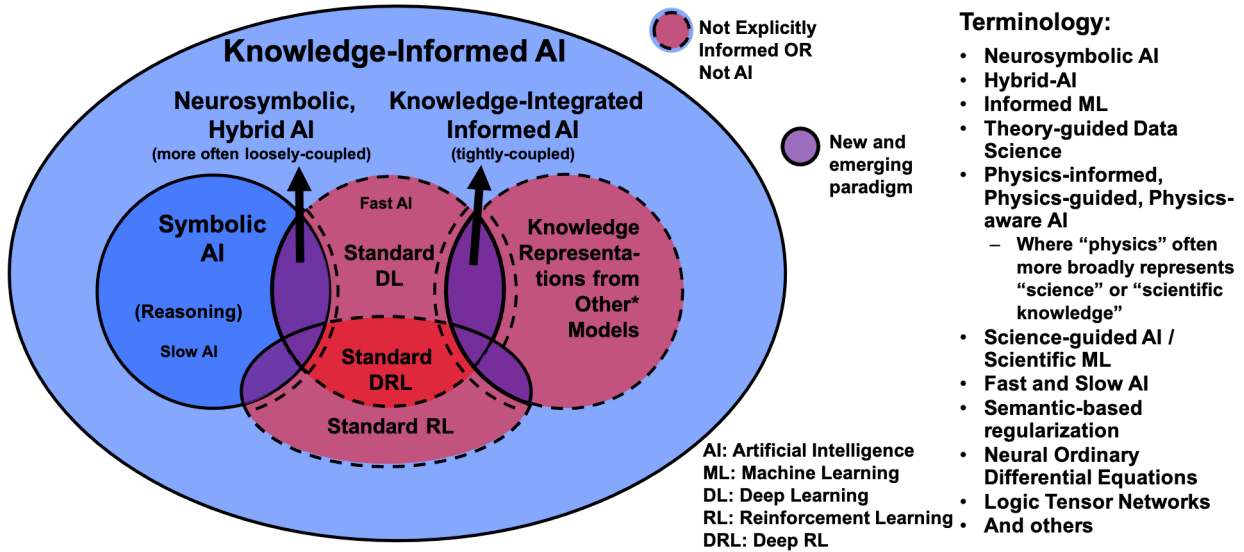 Knowledge-Informed AI
Neurosymbolic,
Hybrid AI
(more often loosely-coupled)
Knowledge-Integrated
Informed AI
(tightly-coupled)
Symbolic
AI
(Reasoning)
Slow AI
Fast AI
Standard
DL
Knowledge
Representa-
tions from
Other*
Models
Standard
DRL
Standard RL
Not Explicitly
Informed OR
Not AI
New and
emerging
paradigm
AI: Artificial Intelligence
ML: Machine Learning
DL: Deep Learning
RL: Reinforcement Learning
DRL: Deep RL
Terminology:
• Neurosymbolic AI
• Hybrid-AI
• Informed ML
• Theory-guided Data
Science
• Physics-informed,
Physics-guided, Physics-
aware AI
– Where “physics” often
more broadly represents
“science” or “scientific
knowledge”
• Science-guided AI /
Scientific ML
• Fast and Slow AI
• Semantic-based
regularization
• Neural Ordinary
Differential Equations
• Logic Tensor Networks
• And others